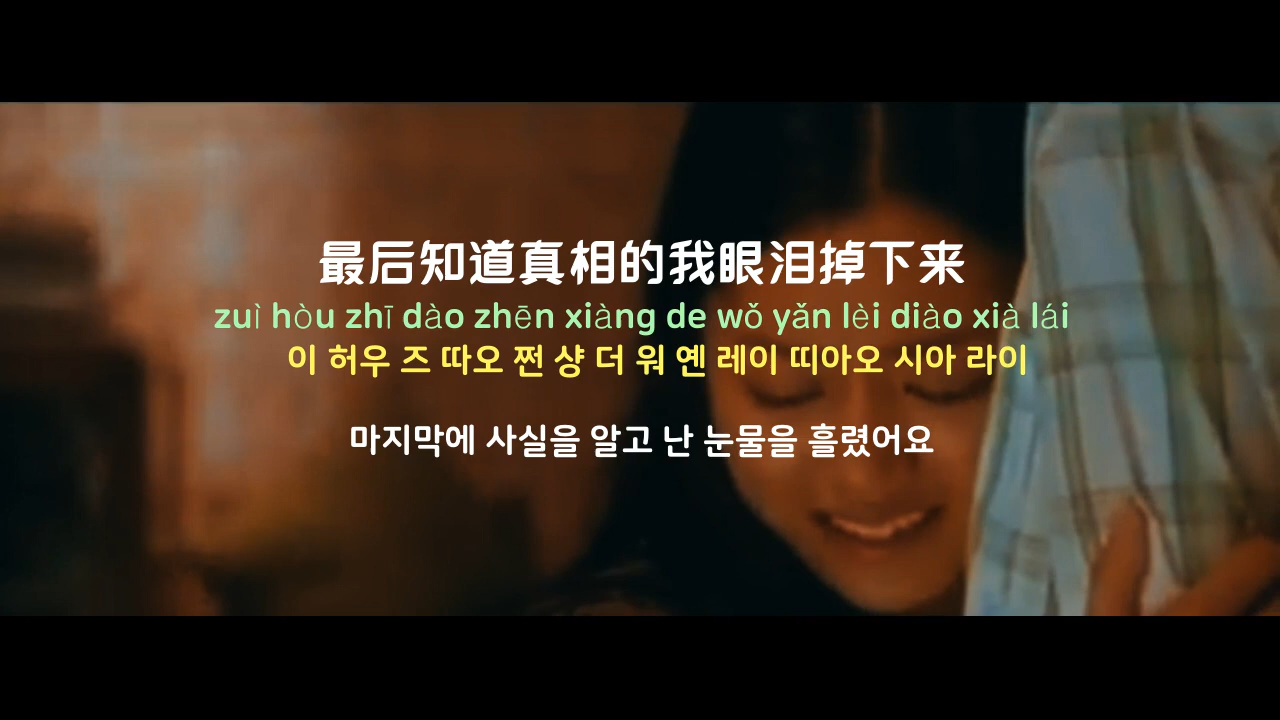 最后知道真相的我眼泪掉下来
zuì hòu zhī dào zhēn xiàng de wǒ yǎn lèi diào xià lái
이 허우 즈 따오 쩐 샹 더 워 옌 레이 띠아오 시아 라이
마지막에 사실을 알고 난 눈물을 흘렸어요